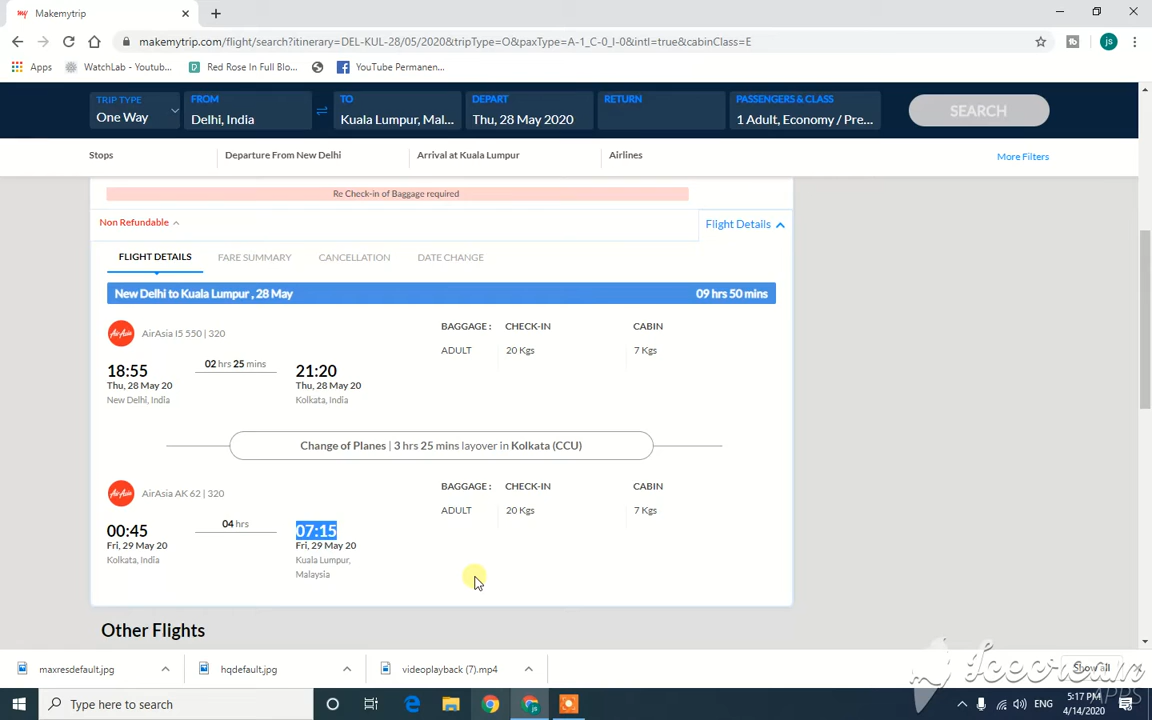 Makemytrip
makemytrip.com/flight/search?itinerary=DEL-KUL-28/05/2020&tripType=O&paxType=A-1_C-0_I-0&intl=true&cabinClass=E
js
Apps WatchLab - Youtub... Red Rose In Full Blo... YouTube Permanen...
TRIP TYPE FROM TO DEPART RETURN PASSENGERS & CLASS
One Way Delhi, India Kuala Lumpur, Mal... Thu, 28 May 2020 1 Adult, Economy / Pre... SEARCH
Stops Departure From New Delhi Arrival at Kuala Lumpur Airlines More Filters
Re Check-in of Baggage required
Non Refundable Flight Details
FLIGHT DETAILS FARE SUMMARY CANCELLATION DATE CHANGE
New Delhi to Kuala Lumpur , 28 May 09 hrs 50 mins
AirAsia AirAsia I5 550 | 320 BAGGAGE : CHECK-IN CABIN
ADULT 20 Kgs 7 Kgs
18:55 02 hrs 25 mins 21:20
Thu, 28 May 20 Thu, 28 May 20
New Delhi, India Kolkata, India
Change of Planes | 3 hrs 25 mins layover in Kolkata (CCU)
AirAsia AirAsia AK 62 | 320 BAGGAGE : CHECK-IN CABIN
ADULT 20 Kgs 7 Kgs
00:45 04 hrs 07:15
Fri, 29 May 20 Fri, 29 May 20
Kolkata, India Kuala Lumpur,
Malaysia
Other Flights
maxresdefault.jpg hqdefault.jpg videoplayback (7).mp4 Show all
Icecream
APPS
Type here to search ENG 5:17 PM
4/14/2020